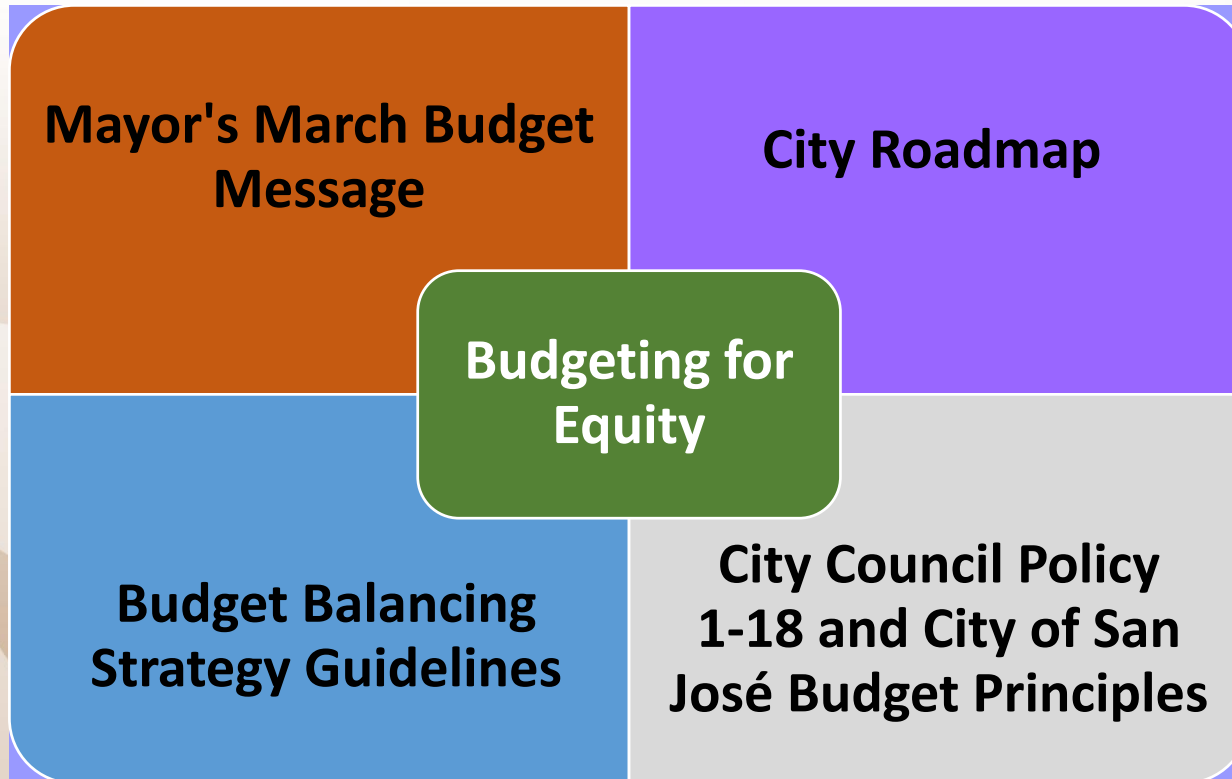 Mayor's March Budget
Message
City Roadmap
Budgeting for
Equity
Budget Balancing
Strategy Guidelines
City Council Policy
1-18 and City of San
José Budget Principles